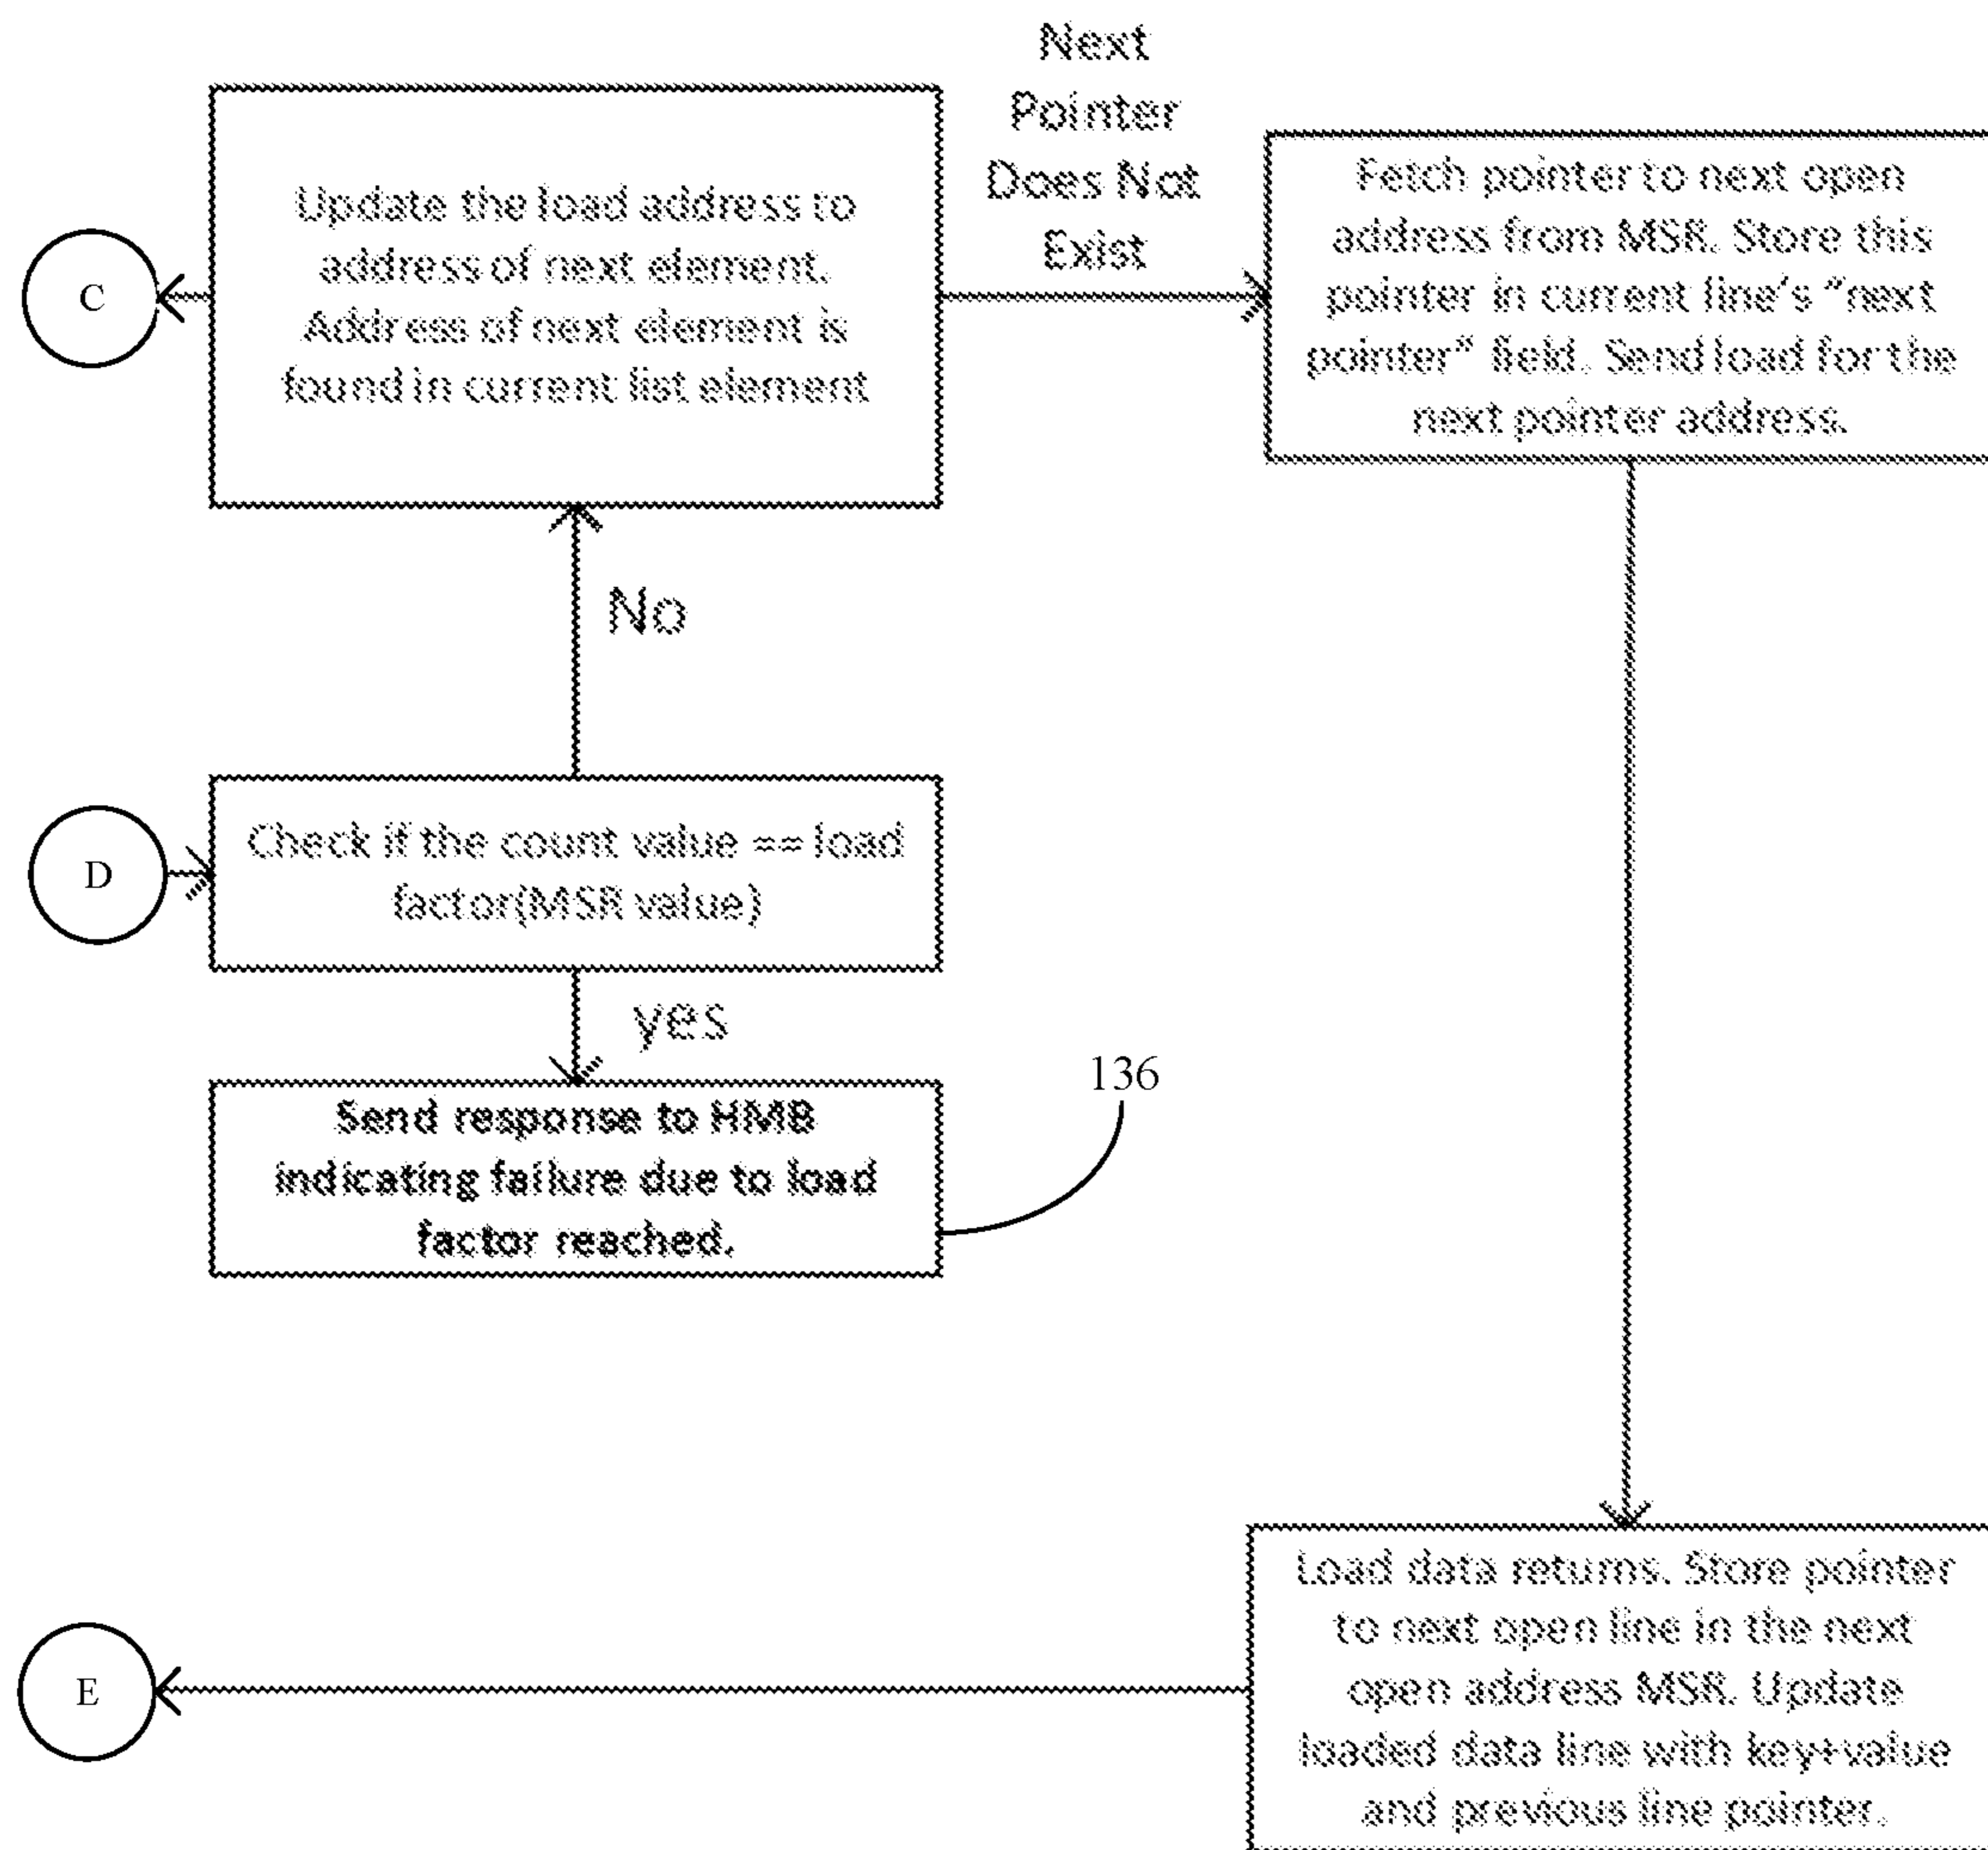 Next
Pointer
Does Not
Exist
Update the load address to
address of next element.
Address of next element is
found in current list element
Fetch pointer to next open
address from MSR. Store this
pointer in current line's "next
pointer" field. Send load for the
next pointer address.
C
No
D
Check if the count value == load
factor(MSR value)
yes
136
Send response to HMB
indicating failure due to load
factor reached.
Load data returns. Store pointer
to next open line in the next
open address MSR. Update
loaded data line with key+value
and previous line pointer.
E